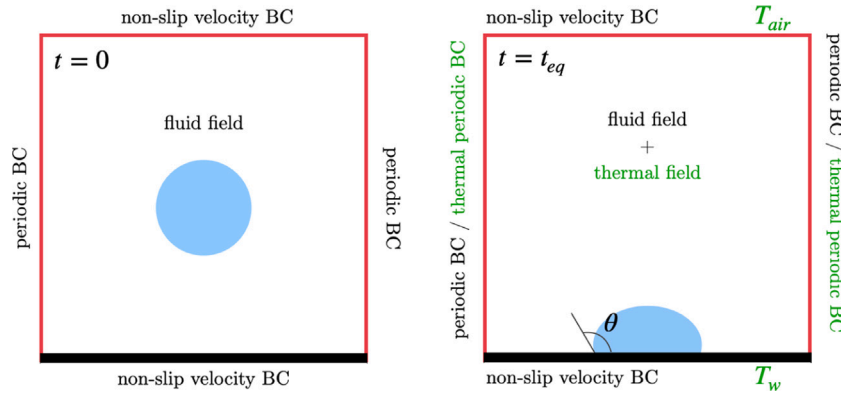 non-slip velocity BC
t = 0
fluid field
periodic BC
periodic BC
non-slip velocity BC
non-slip velocity BC
T_air
t = t_eq
fluid field
+
thermal field
periodic BC / thermal periodic BC
periodic BC / thermal periodic BC
θ
non-slip velocity BC
T_w